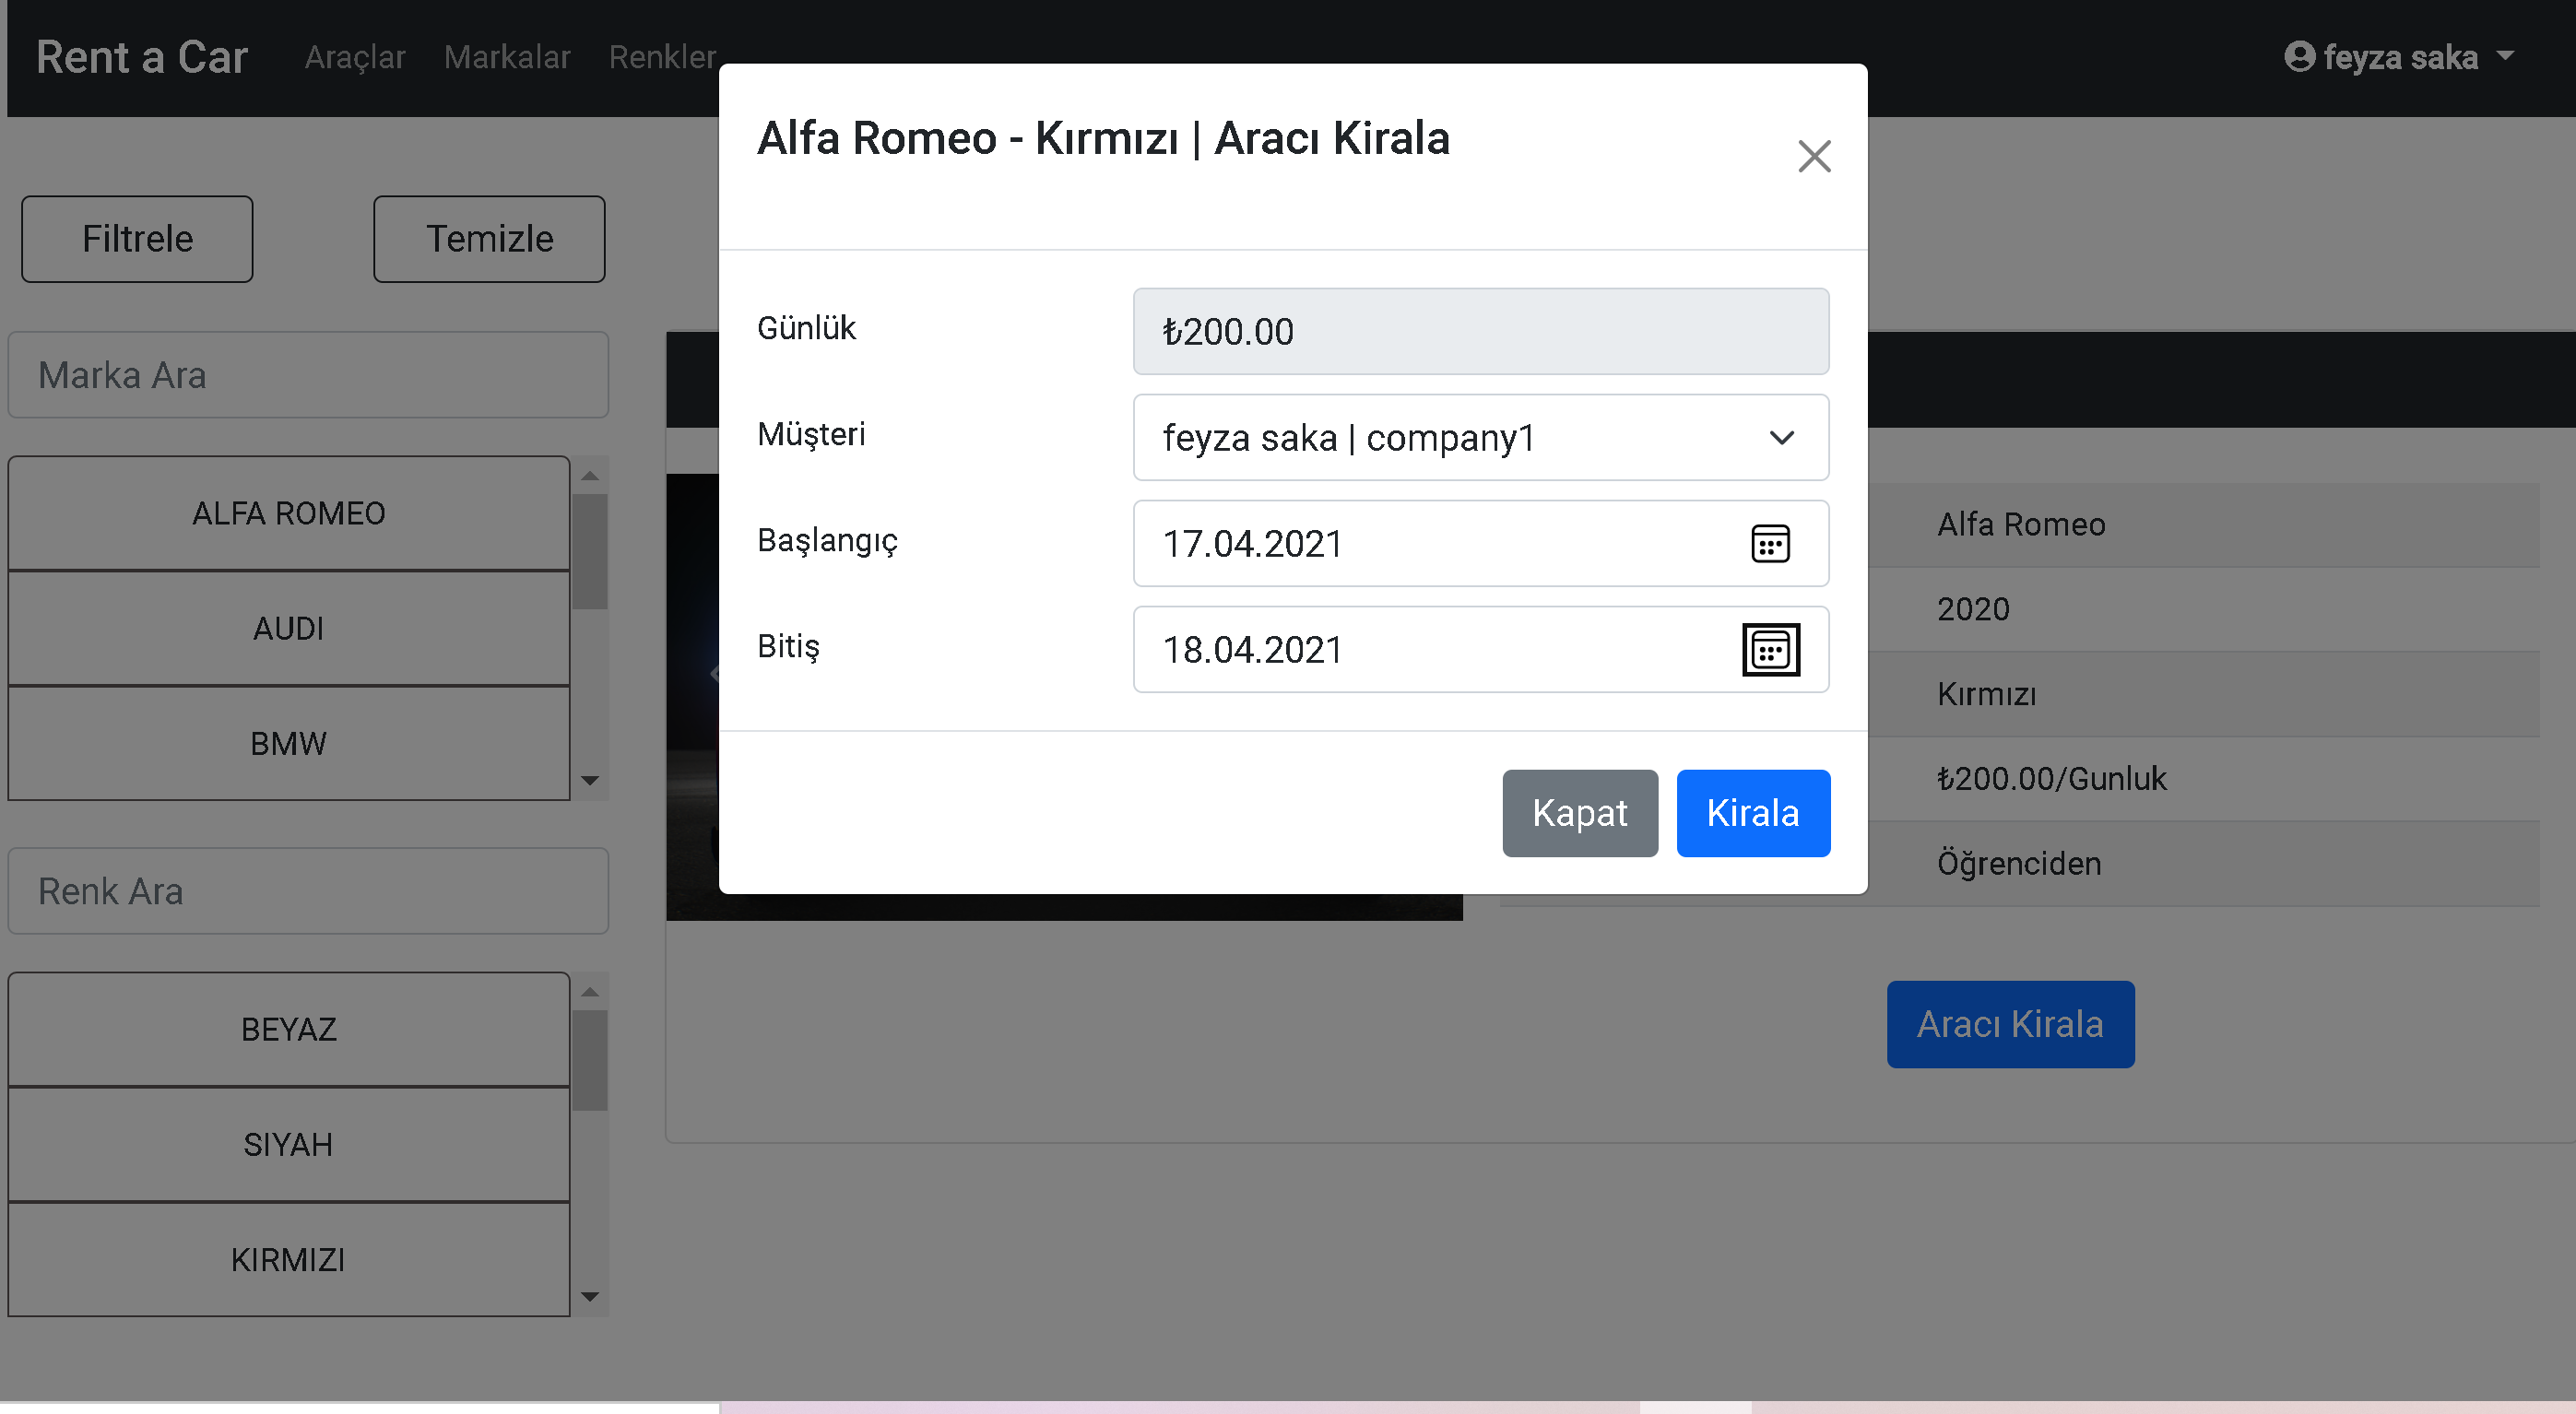 Rent a Car Araçlar Markalar Renkler feyza saka
Filtrele Temizle
Marka Ara
ALFA ROMEO
AUDI
BMW
Renk Ara
BEYAZ
SIYAH
KIRMIZI
Alfa Romeo - Kırmızı | Aracı Kirala
Günlük ₺200.00
Müşteri feyza saka | company1
Başlangıç 17.04.2021
Bitiş 18.04.2021
Kapat Kirala
Alfa Romeo
2020
Kırmızı
₺200.00/Gunluk
Öğrenciden
Aracı Kirala